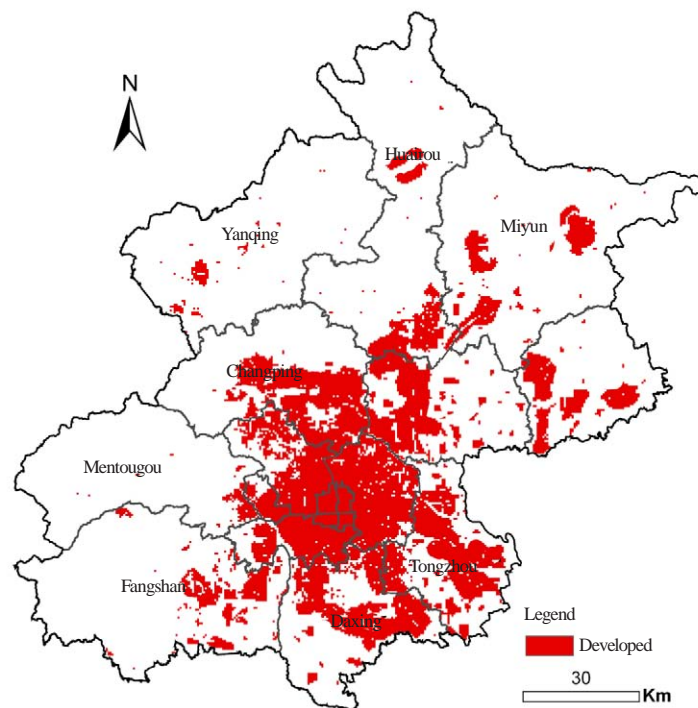 N
Huairou
Miyun
Yanqing
Changping
Mentougou
Fangshan
Tongzhou
Daxing
Legend
Developed
30
Km